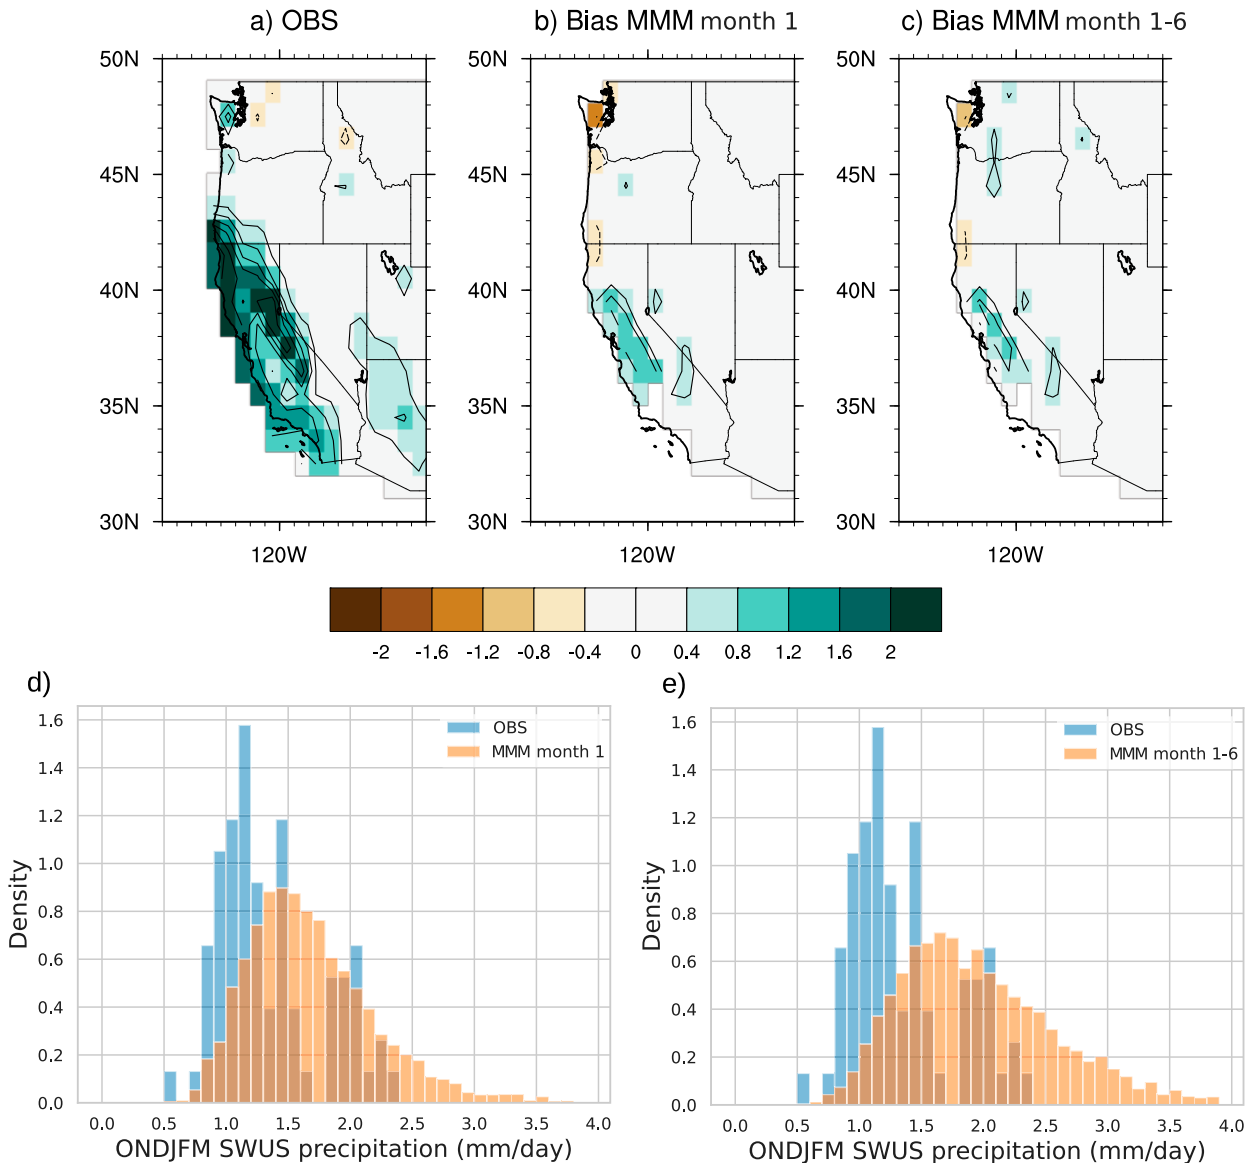 a) OBS
b) Bias MMM month 1
c) Bias MMM month 1-6
50N
45N
40N
35N
30N
120W
50N
45N
40N
35N
30N
120W
50N
45N
40N
35N
30N
120W
-2 -1.6 -1.2 -0.8 -0.4 0 0.4 0.8 1.2 1.6 2
d)
OBS
MMM month 1
1.6
1.4
1.2
1.0
0.8
0.6
0.4
0.2
0.0
Density
0.0 0.5 1.0 1.5 2.0 2.5 3.0 3.5 4.0
ONDJFM SWUS precipitation (mm/day)
e)
OBS
MMM month 1-6
1.6
1.4
1.2
1.0
0.8
0.6
0.4
0.2
0.0
Density
0.0 0.5 1.0 1.5 2.0 2.5 3.0 3.5 4.0
ONDJFM SWUS precipitation (mm/day)